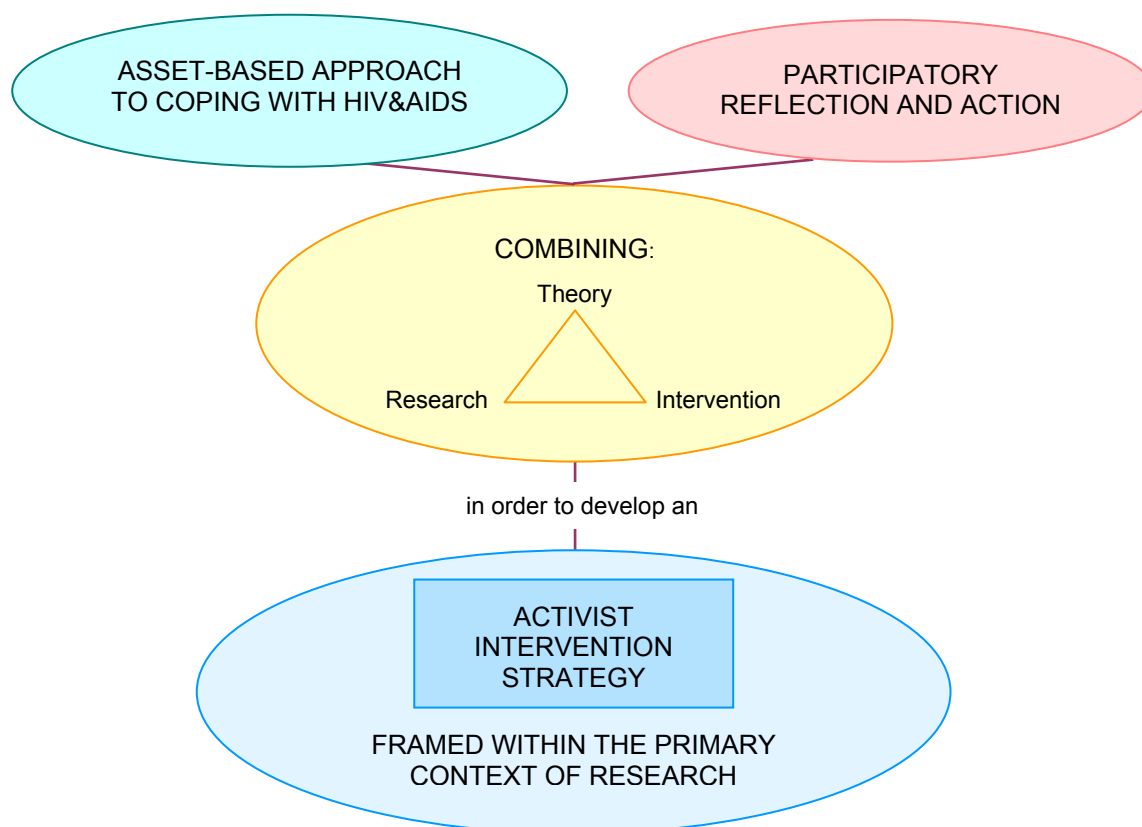 ASSET-BASED APPROACH
TO COPING WITH HIV&AIDS
PARTICIPATORY
REFLECTION AND ACTION
COMBINING:
Theory
Research
Intervention
in order to develop an
ACTIVIST
INTERVENTION
STRATEGY
FRAMED WITHIN THE PRIMARY
CONTEXT OF RESEARCH